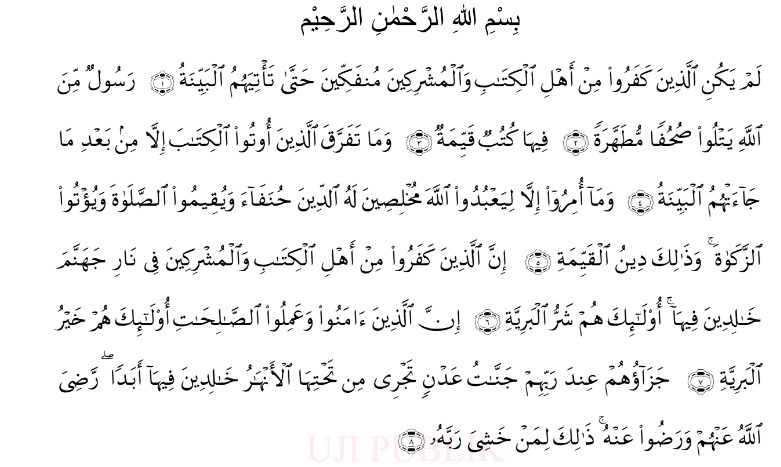 بِسْمِ اللهِ الرَّحْمٰنِ الرَّحِيْمِ
لَمْ يَكُنِ ٱلَّذِينَ كَفَرُوا۟ مِنْ أَهْلِ ٱلْكِتَـٰبِ وَٱلْمُشْرِكِينَ مُنفَكِّينَ حَتَّىٰ تَأْتِيَهُمُ ٱلْبَيِّنَةُ ۝١ رَسُولٌ مِّنَ
ٱللَّهِ يَتْلُوا۟ صُحُفًا مُّطَهَّرَةً ۝٢ فِيهَا كُتُبٌ قَيِّمَةٌ ۝٣ وَمَا تَفَرَّقَ ٱلَّذِينَ أُوتُوا۟ ٱلْكِتَـٰبَ إِلَّا مِنۢ بَعْدِ مَا
جَآءَتْهُمُ ٱلْبَيِّنَةُ ۝٤ وَمَآ أُمِرُوٓا۟ إِلَّا لِيَعْبُدُوا۟ ٱللَّهَ مُخْلِصِينَ لَهُ ٱلدِّينَ حُنَفَآءَ وَيُقِيمُوا۟ ٱلصَّلَوٰةَ وَيُؤْتُوا۟
ٱلزَّكَوٰةَ ۚ وَذَٰلِكَ دِينُ ٱلْقَيِّمَةِ ۝٥ إِنَّ ٱلَّذِينَ كَفَرُوا۟ مِنْ أَهْلِ ٱلْكِتَـٰبِ وَٱلْمُشْرِكِينَ فِى نَارِ جَهَنَّمَ
خَـٰلِدِينَ فِيهَآ ۚ أُو۟لَـٰٓئِكَ هُمْ شَرُّ ٱلْبَرِيَّةِ ۝٦ إِنَّ ٱلَّذِينَ ءَامَنُوا۟ وَعَمِلُوا۟ ٱلصَّـٰلِحَـٰتِ أُو۟لَـٰٓئِكَ هُمْ خَيْرُ
ٱلْبَرِيَّةِ ۝٧ جَزَآؤُهُمْ عِندَ رَبِّهِمْ جَنَّـٰتُ عَدْنٍ تَجْرِى مِن تَحْتِهَا ٱلْأَنْهَـٰرُ خَـٰلِدِينَ فِيهَآ أَبَدًا ۖ رَّضِىَ
ٱللَّهُ عَنْهُمْ وَرَضُوا۟ عَنْهُ ۚ ذَٰلِكَ لِمَنْ خَشِىَ رَبَّهُۥ ۝٨
UJI PUBLIK